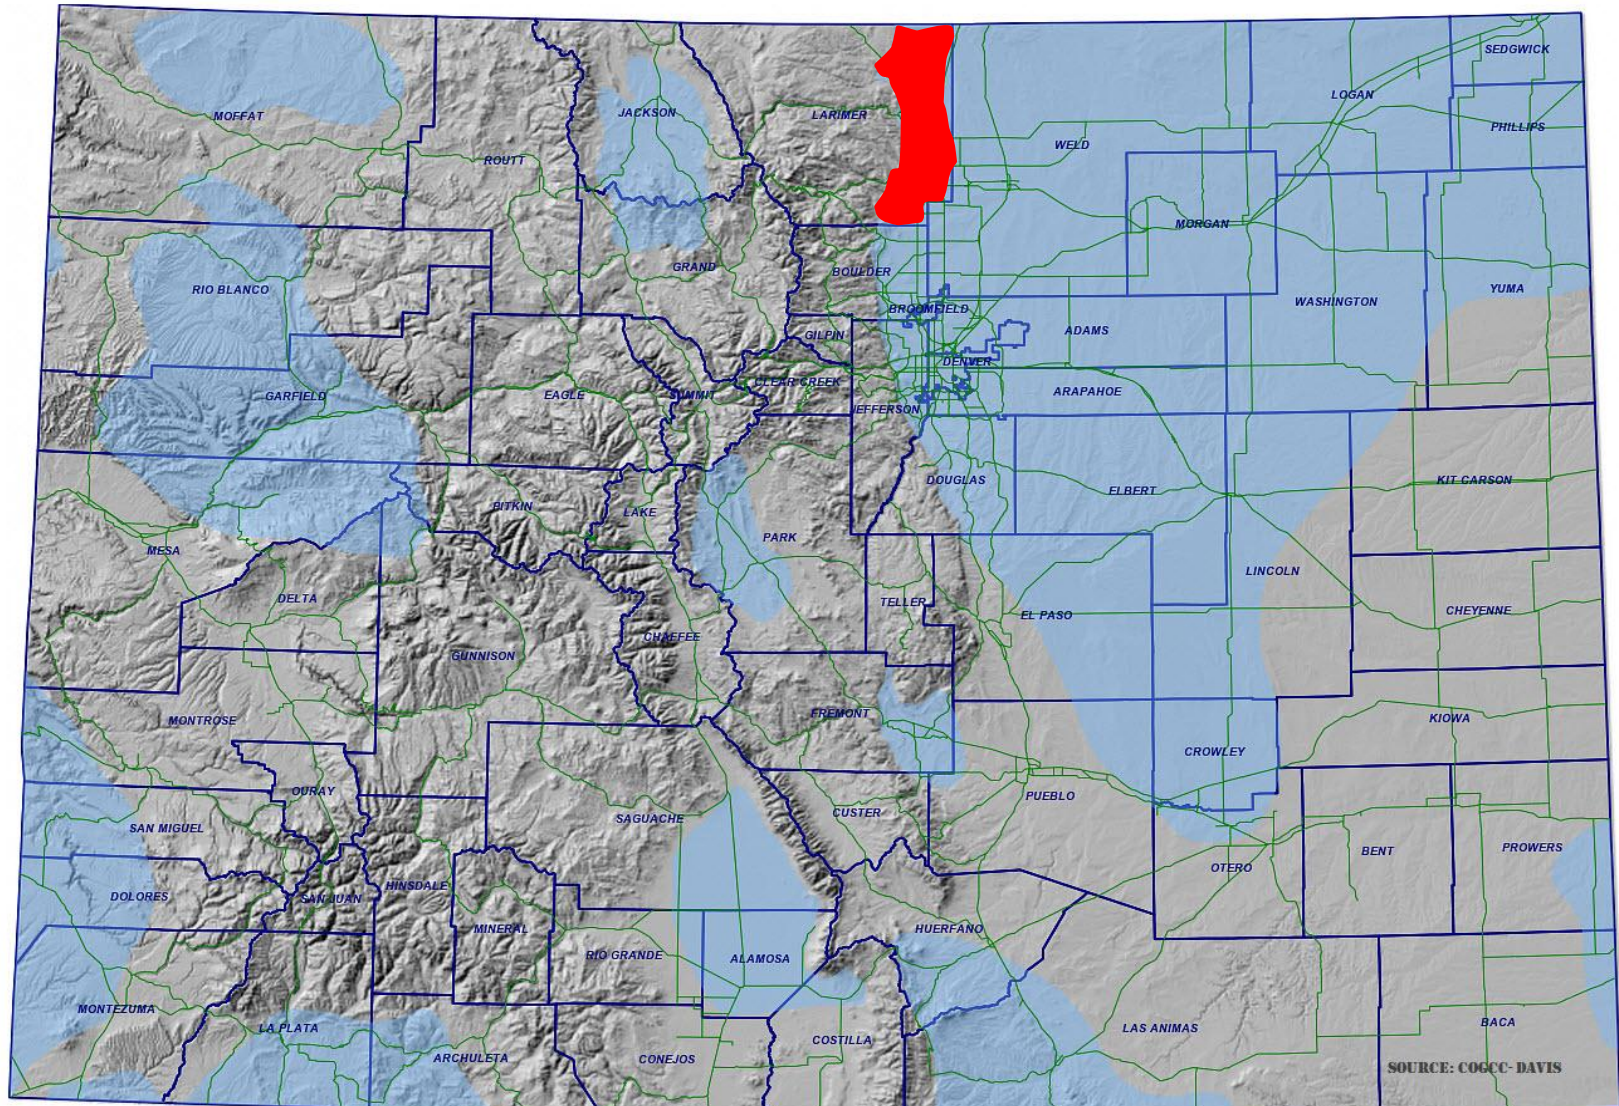 SEDGWICK
LOGAN
MOFFAT
JACKSON
LARIMER
PHILLIPS
WELD
ROUTT
MORGAN
GRAND
BOULDER
RIO BLANCO
YUMA
WASHINGTON
BROOMFIELD
GILPIN
ADAMS
DENVER
CLEAR CREEK
GARFIELD
EAGLE
SUMMIT
ARAPAHOE
JEFFERSON
DOUGLAS
KIT CARSON
ELBERT
PITKIN
LAKE
PARK
MESA
LINCOLN
DELTA
TELLER
CHEYENNE
EL PASO
CHAFFEE
GUNNISON
FREMONT
MONTROSE
KIOWA
CROWLEY
OURAY
PUEBLO
CUSTER
SAGUACHE
SAN MIGUEL
PROWERS
BENT
OTERO
HINSDALE
DOLORES
SAN JUAN
MINERAL
HUERFANO
RIO GRANDE
ALAMOSA
MONTEZUMA
BACA
LA PLATA
LAS ANIMAS
COSTILLA
ARCHULETA
CONEJOS
SOURCE: COGCC- DAVIS